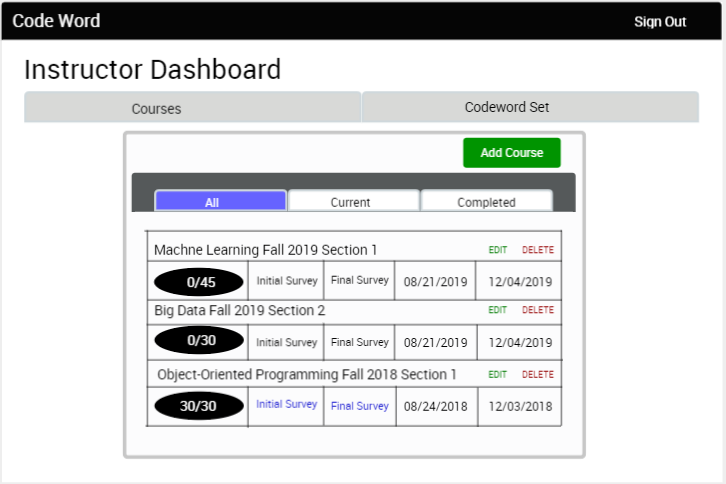 Code Word Sign Out
Instructor Dashboard
Courses Codeword Set
Add Course
All Current Completed
Machne Learning Fall 2019 Section 1 EDIT DELETE
0/45 Initial Survey Final Survey 08/21/2019 12/04/2019
Big Data Fall 2019 Section 2 EDIT DELETE
0/30 Initial Survey Final Survey 08/21/2019 12/04/2019
Object-Oriented Programming Fall 2018 Section 1 EDIT DELETE
30/30 Initial Survey Final Survey 08/24/2018 12/03/2018